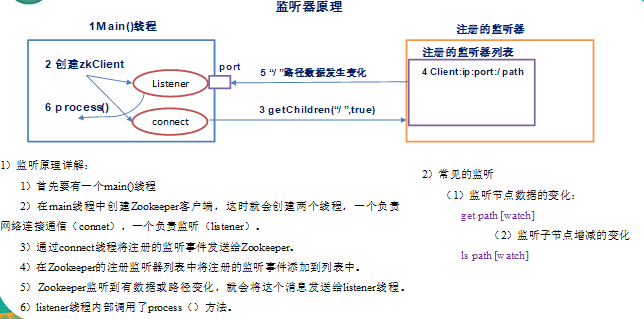 监听器原理
1Main()线程
注册的监听器
2 创建zkClient
Listener
port
5 “/ ”路径数据发生变化
注册的监听器列表
4 Client:ip:port:/ path
6 process()
connect
3 getChildren(“/ ”,true)
1）监听原理详解：
1）首先要有一个main()线程
2）在main线程中创建Zookeeper客户端，这时就会创建两个线程，一个负责
网络连接通信（connet），一个负责监听（listener）。
3）通过connect线程将注册的监听事件发送给Zookeeper。
4）在Zookeeper的注册监听器列表中将注册的监听事件添加到列表中。
5）Zookeeper监听到有数据或路径变化，就会将这个消息发送给listener线程。
6）listener线程内部调用了process（）方法。
2）常见的监听
（1）监听节点数据的变化：
get path [watch]
（2）监听子节点增减的变化
ls path [watch]